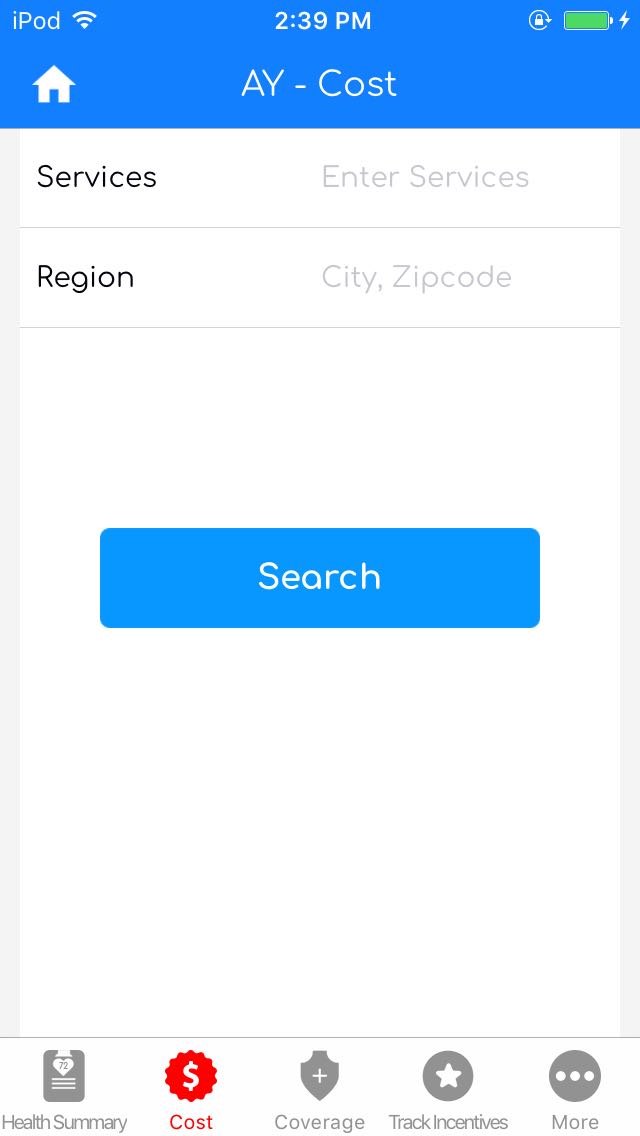 iPod 2:39 PM
AY - Cost
Services Enter Services
Region City, Zipcode
Search
72
$
Health Summary Cost Coverage Track Incentives More